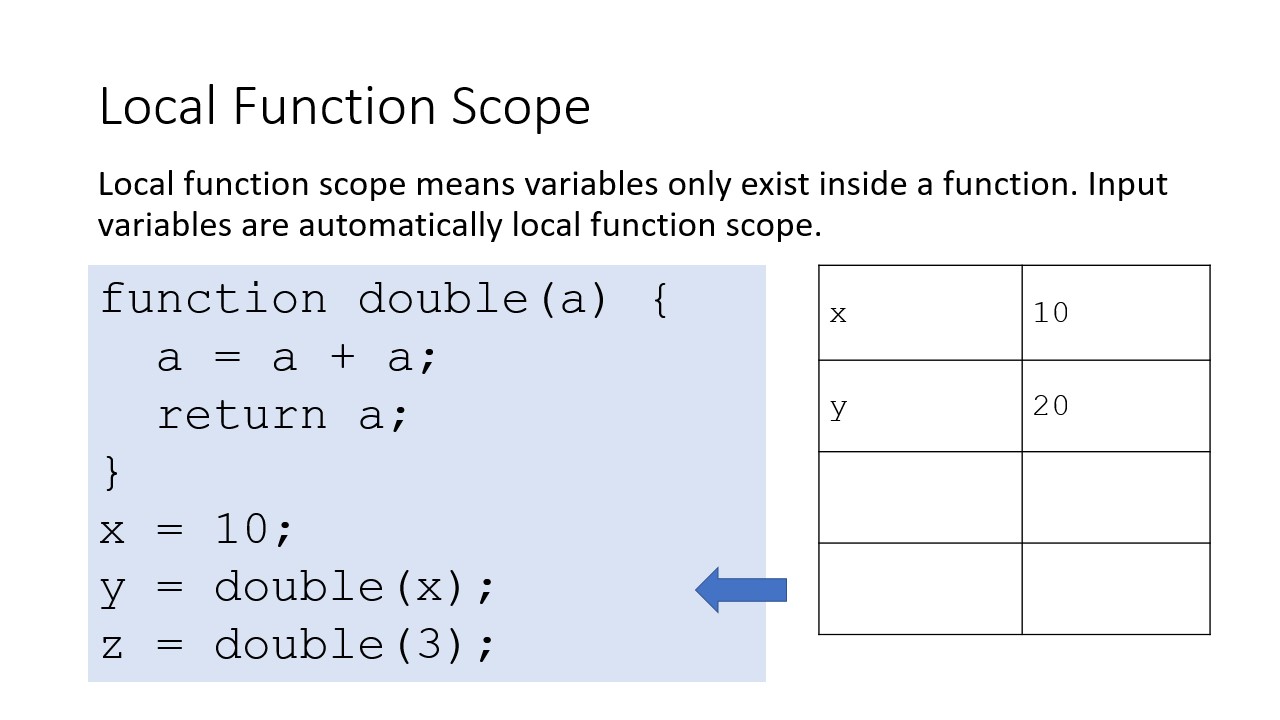 Local Function Scope
Local function scope means variables only exist inside a function. Input
variables are automatically local function scope.
function double(a) {
  a = a + a;
  return a;
}
x = 10;
y = double(x);
z = double(3);
x 10
y 20